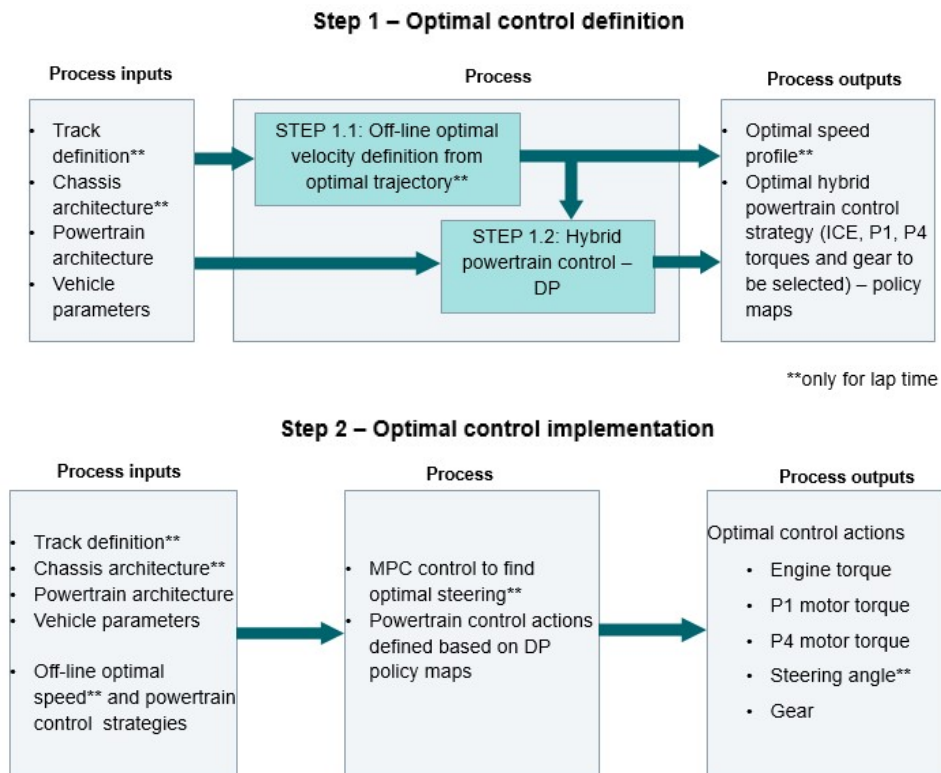 Step 1 – Optimal control definition
Process inputs
Process
Process outputs
• Track
definition**
• Chassis
architecture**
• Powertrain
architecture
• Vehicle
parameters
STEP 1.1: Off-line optimal
velocity definition from
optimal trajectory**
STEP 1.2: Hybrid
powertrain control –
DP
• Optimal speed
profile**
• Optimal hybrid
powertrain control
strategy (ICE, P1, P4
torques and gear to
be selected) – policy
maps
**only for lap time
Step 2 – Optimal control implementation
Process inputs
Process
Process outputs
• Track definition**
• Chassis architecture**
• Powertrain architecture
• Vehicle parameters
• Off-line optimal
speed** and powertrain
control strategies
• MPC control to find
optimal steering**
• Powertrain control actions
defined based on DP
policy maps
Optimal control actions
• Engine torque
• P1 motor torque
• P4 motor torque
• Steering angle**
• Gear